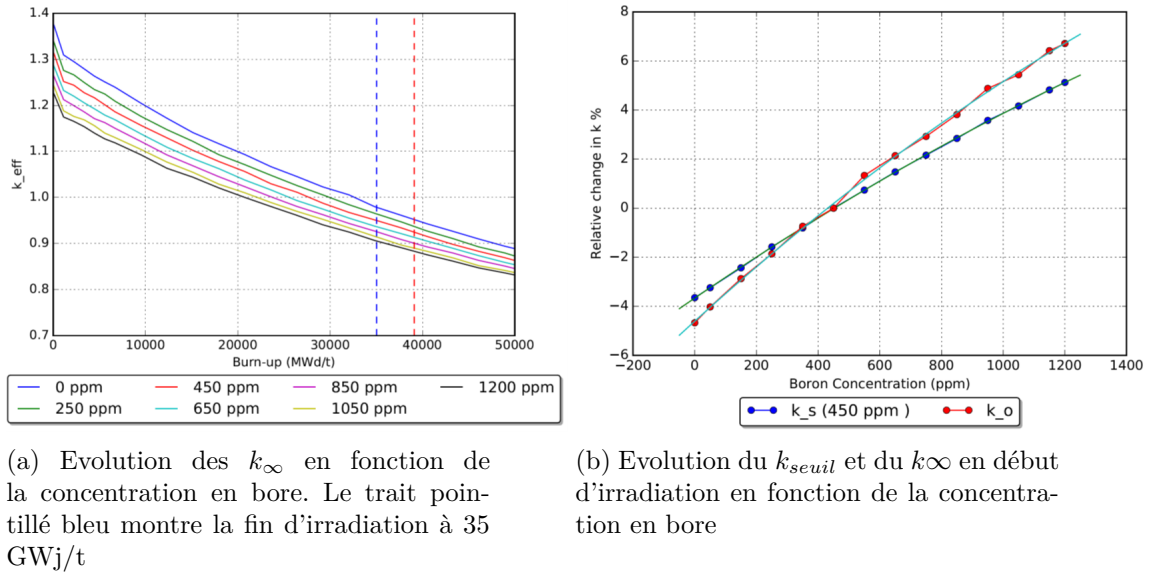 1.4
1.3
1.2
1.1
1.0
0.9
0.8
0.7
k_eff
0 10000 20000 30000 40000 50000
Burn-up (MWd/t)
0 ppm 450 ppm 850 ppm 1200 ppm
250 ppm 650 ppm 1050 ppm
(a) Evolution des k∞ en fonction de
la concentration en bore. Le trait poin-
tillé bleu montre la fin d'irradiation à 35
GWj/t
8
6
4
2
0
−2
−4
−6
Relative change in k %
−200 0 200 400 600 800 1000 1200 1400
Boron Concentration (ppm)
k_s (450 ppm ) k_o
(b) Evolution du kseuil et du k∞ en début
d'irradiation en fonction de la concentra-
tion en bore